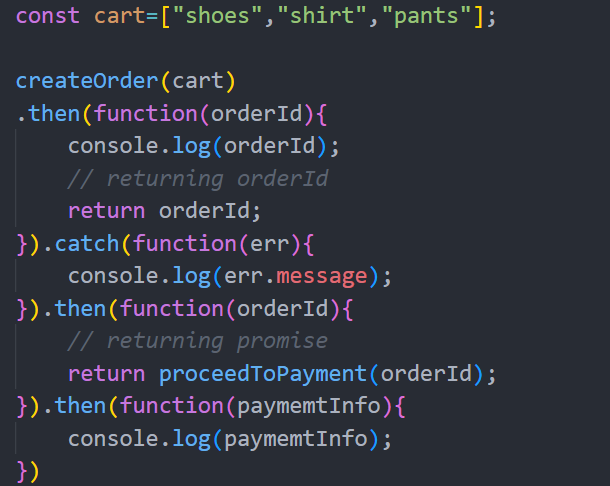 const cart=["shoes","shirt","pants"];
createOrder(cart)
.then(function(orderId){
    console.log(orderId);
    // returning orderId
    return orderId;
}).catch(function(err){
    console.log(err.message);
}).then(function(orderId){
    // returning promise
    return proceedToPayment(orderId);
}).then(function(paymemtInfo){
    console.log(paymemtInfo);
})